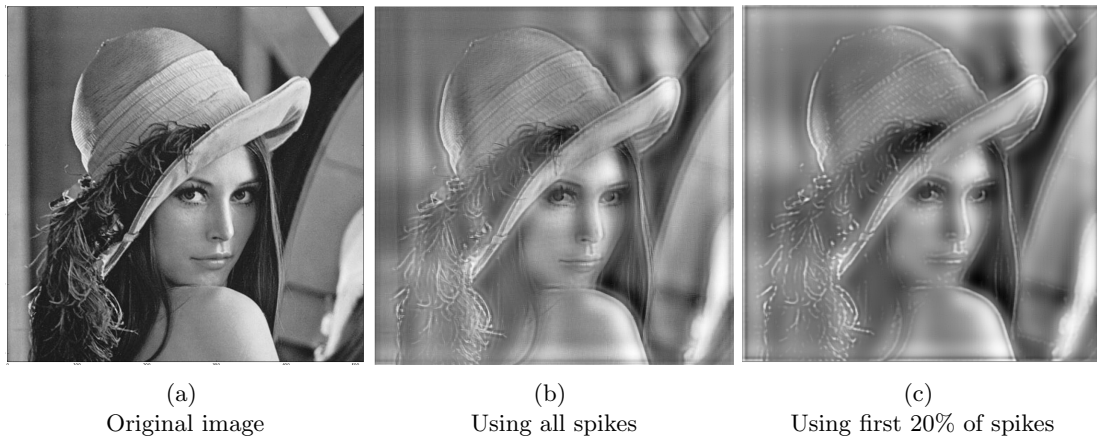 (a)
Original image
(b)
Using all spikes
(c)
Using first 20% of spikes